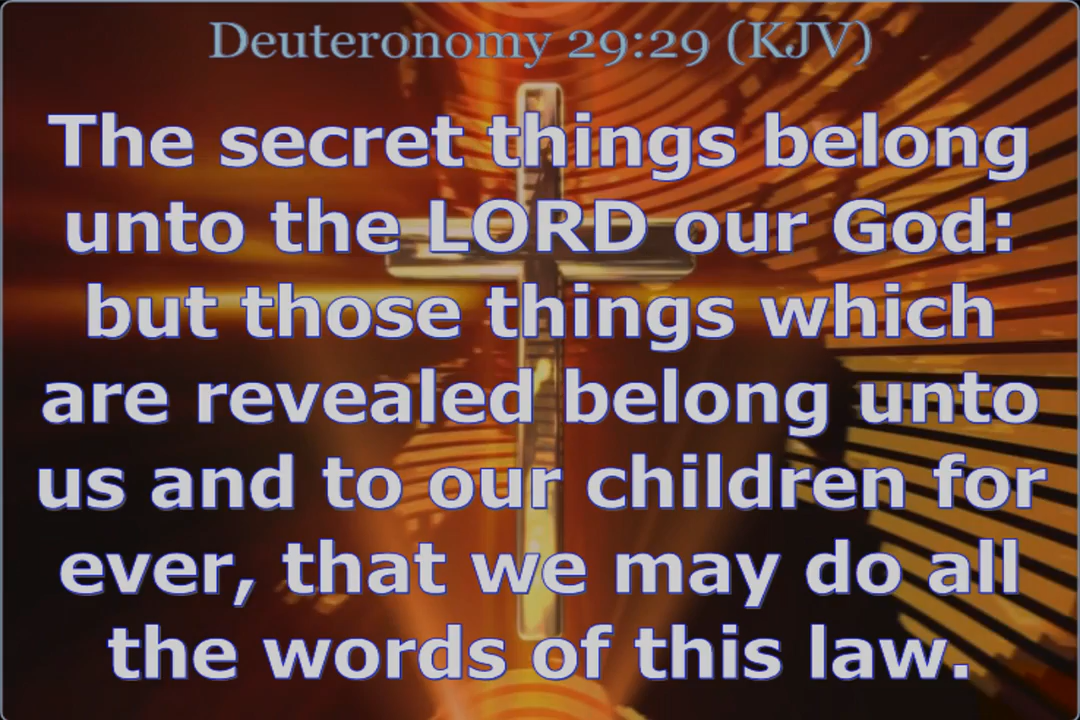 Deuteronomy 29:29 (KJV)
The secret things belong
unto the LORD our God:
but those things which
are revealed belong unto
us and to our children for
ever, that we may do all
the words of this law.